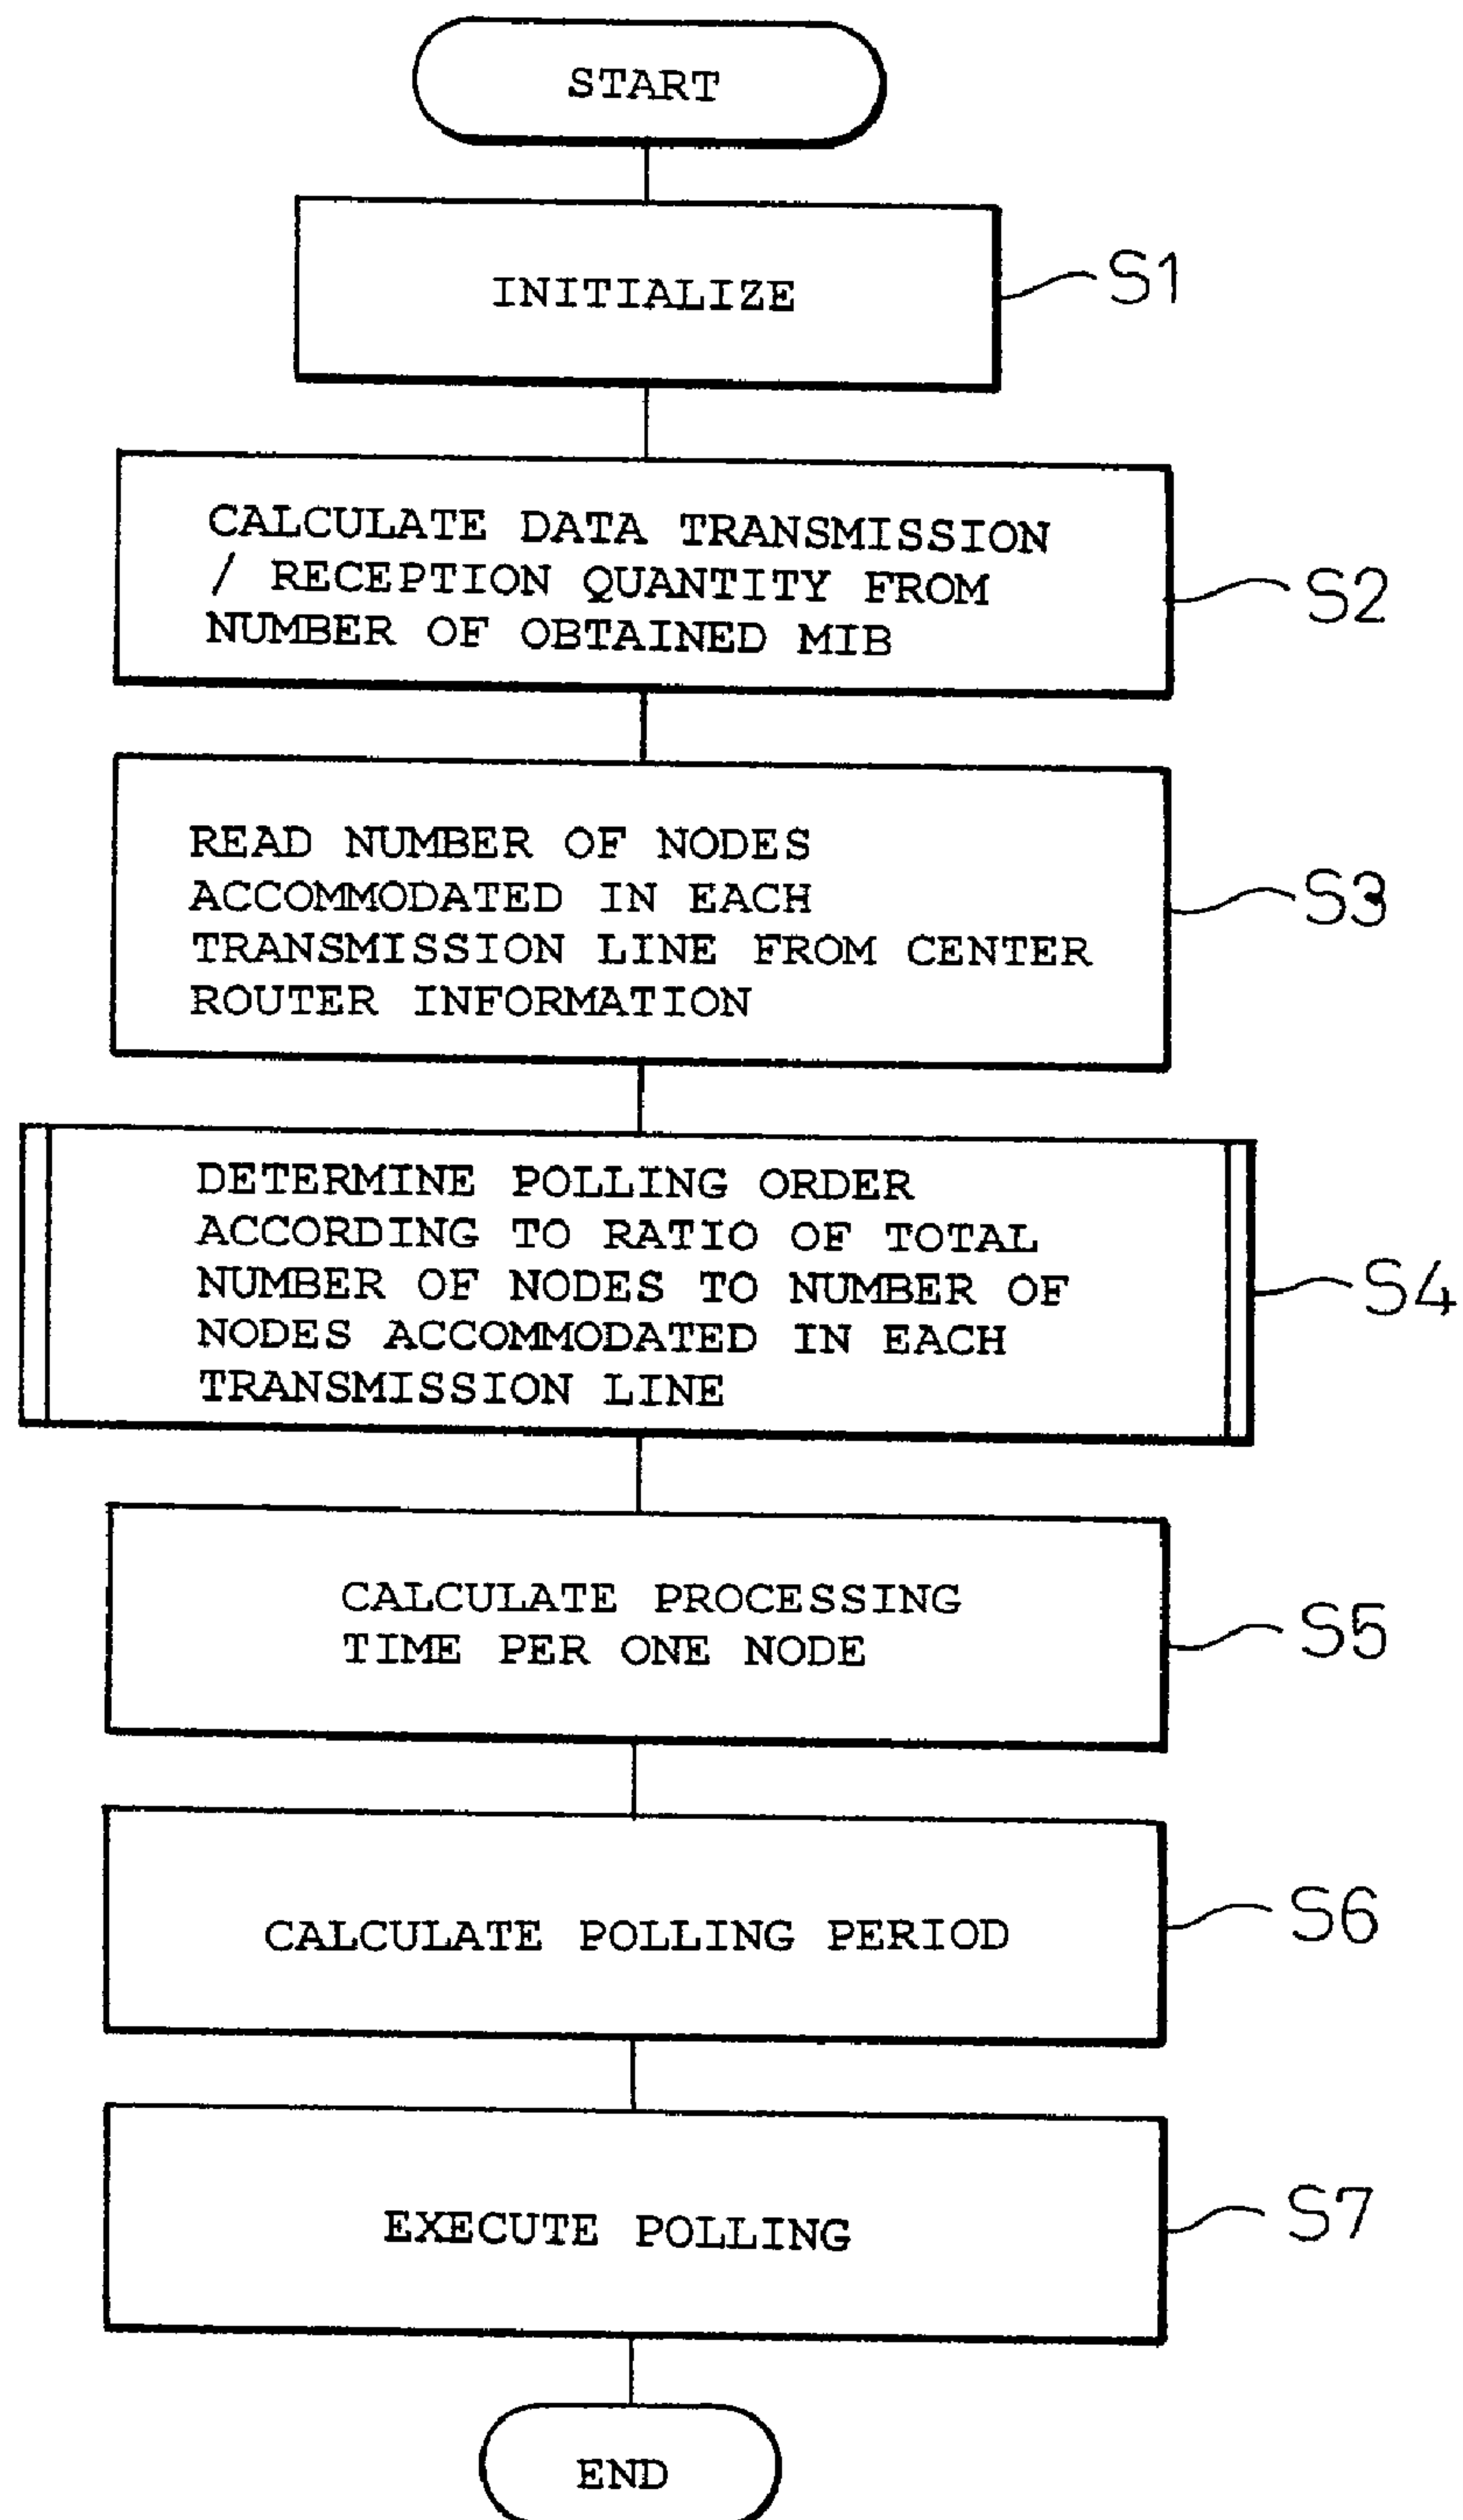 START
INITIALIZE
S1
CALCULATE DATA TRANSMISSION
/ RECEPTION QUANTITY FROM
NUMBER OF OBTAINED MIB
S2
READ NUMBER OF NODES
ACCOMMODATED IN EACH
TRANSMISSION LINE FROM CENTER
ROUTER INFORMATION
S3
DETERMINE POLLING ORDER
ACCORDING TO RATIO OF TOTAL
NUMBER OF NODES TO NUMBER OF
NODES ACCOMMODATED IN EACH
TRANSMISSION LINE
S4
CALCULATE PROCESSING
TIME PER ONE NODE
S5
CALCULATE POLLING PERIOD
S6
EXECUTE POLLING
S7
END